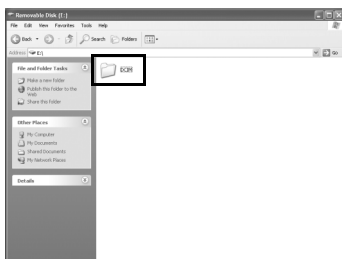 Removable Disk (E:)
File Edit View Favorites Tools Help
Back Search Folders
Address E:\ Go
File and Folder Tasks
Make a new folder
Publish this folder to the Web
Share this folder
DCIM
Other Places
My Computer
My Documents
Shared Documents
My Network Places
Details